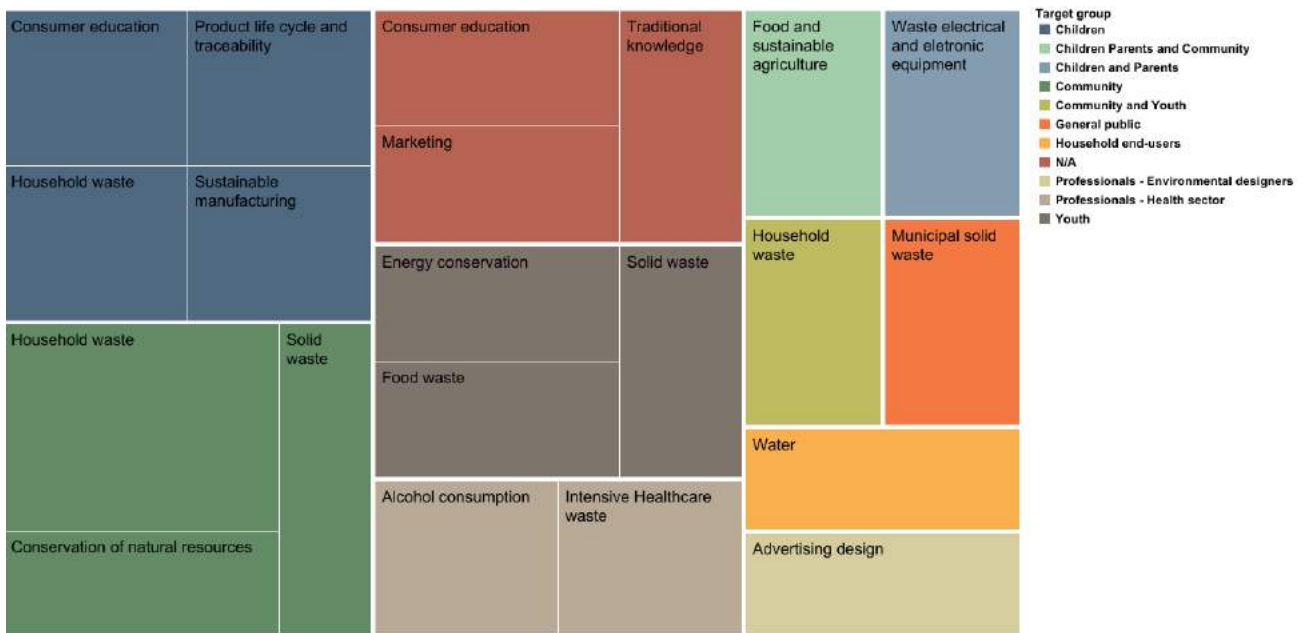 Consumer education
Product life cycle and
traceability
Household waste
Sustainable
manufacturing
Household waste
Solid
waste
Conservation of natural resources
Consumer education
Traditional
knowledge
Marketing
Energy conservation
Solid waste
Food waste
Alcohol consumption
Intensive Healthcare
waste
Food and
sustainable
agriculture
Waste electrical
and eletronic
equipment
Household
waste
Municipal solid
waste
Water
Advertising design
Target group
Children
Children Parents and Community
Children and Parents
Community
Community and Youth
General public
Household end-users
N/A
Professionals - Environmental designers
Professionals - Health sector
Youth